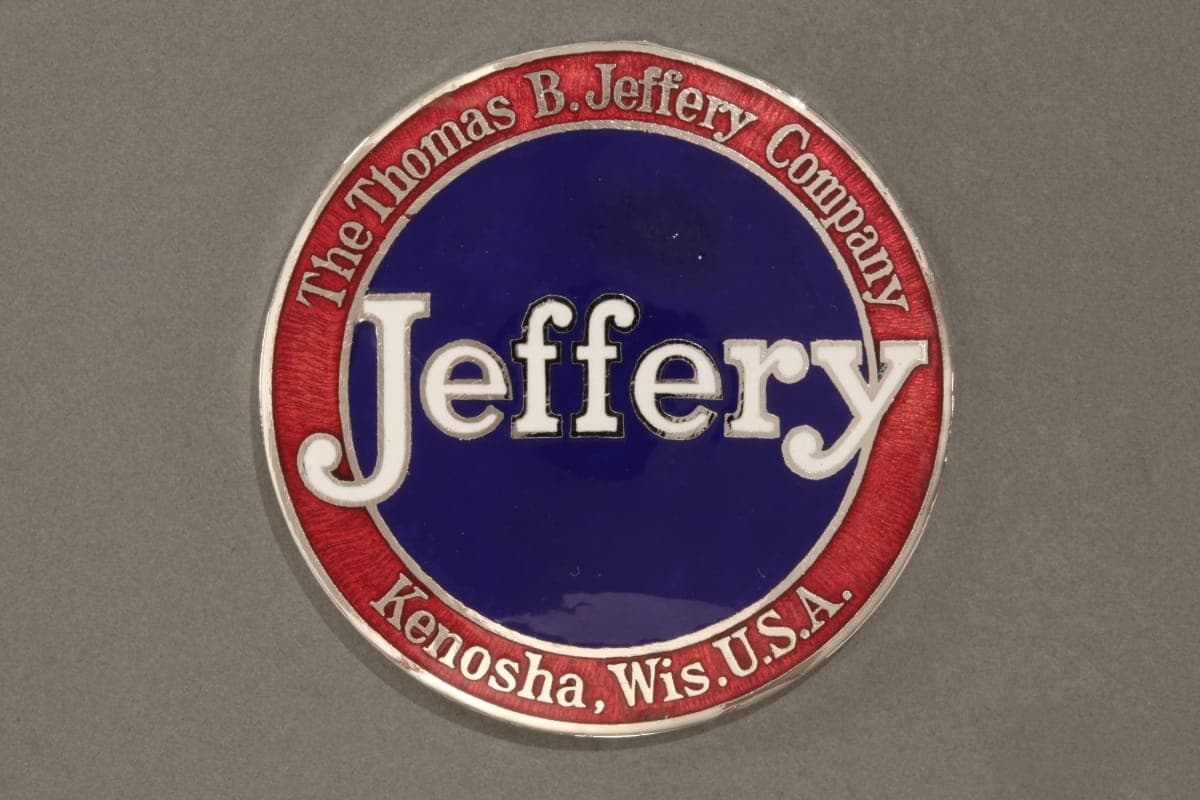 The Thomas B. Jeffery Company
Jeffery
Kenosha, Wis. U.S.A.